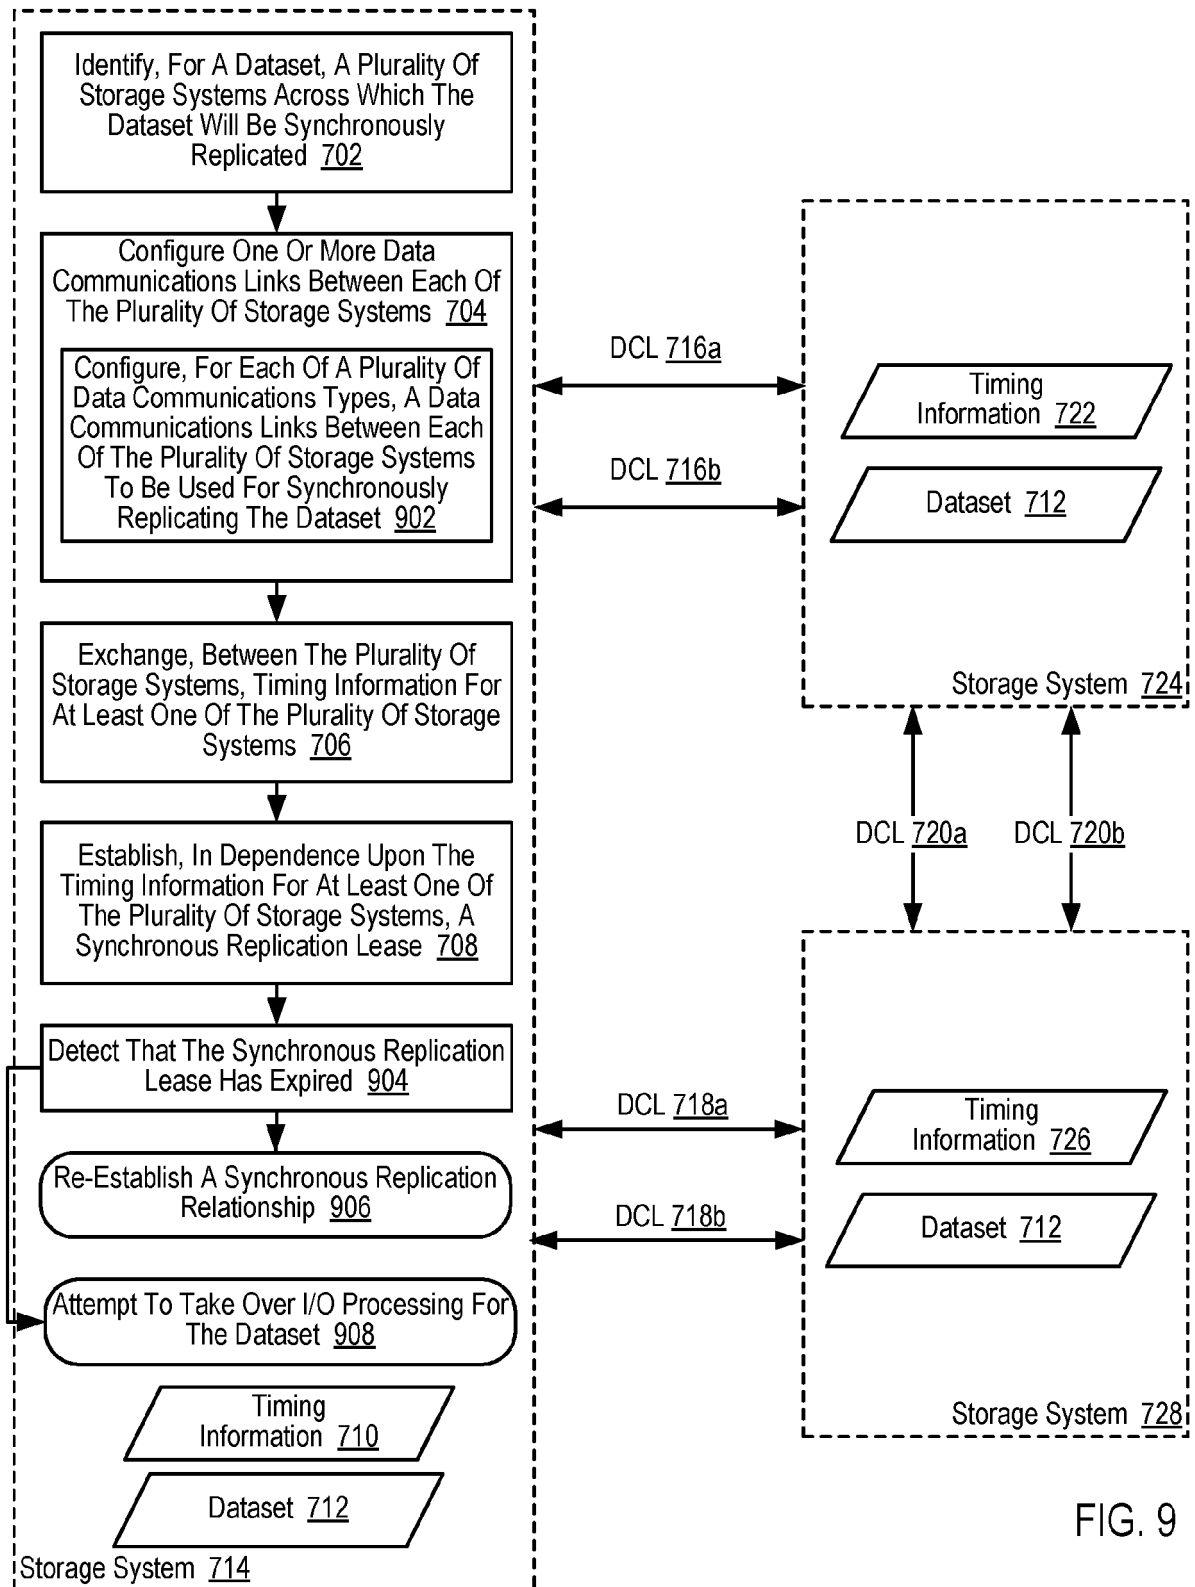 Identify, For A Dataset, A Plurality Of
Storage Systems Across Which The
Dataset Will Be Synchronously
Replicated 702
Configure One Or More Data
Communications Links Between Each Of
The Plurality Of Storage Systems 704
Configure, For Each Of A Plurality Of
Data Communications Types, A Data
Communications Links Between Each
Of The Plurality Of Storage Systems
To Be Used For Synchronously
Replicating The Dataset 902
Exchange, Between The Plurality Of
Storage Systems, Timing Information For
At Least One Of The Plurality Of Storage
Systems 706
Establish, In Dependence Upon The
Timing Information For At Least One Of
The Plurality Of Storage Systems, A
Synchronous Replication Lease 708
Detect That The Synchronous Replication
Lease Has Expired 904
Re-Establish A Synchronous Replication
Relationship 906
Attempt To Take Over I/O Processing For
The Dataset 908
Timing
Information 710
Dataset 712
Storage System 714
DCL 716a
DCL 716b
Timing
Information 722
Dataset 712
Storage System 724
DCL 720a
DCL 720b
DCL 718a
DCL 718b
Timing
Information 726
Dataset 712
Storage System 728
FIG. 9